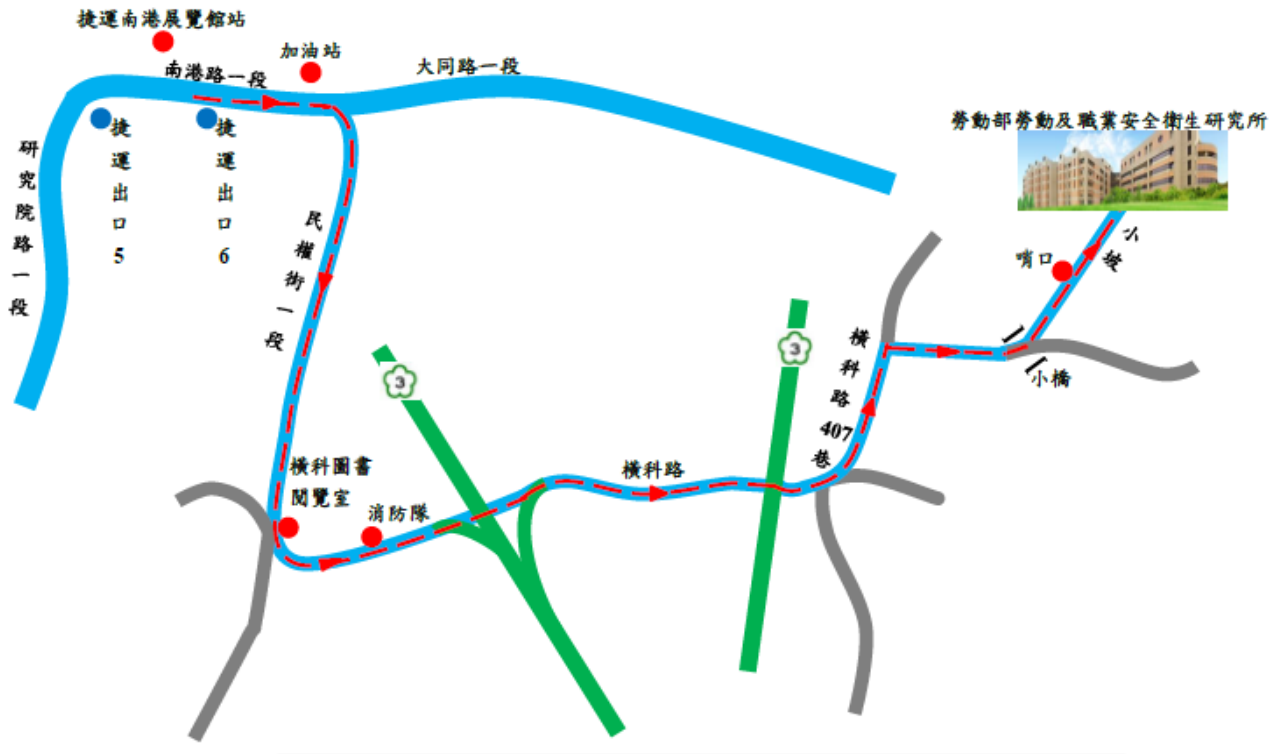 捷運南港展覽館站
加油站
南港路一段
大同路一段
捷運出口5
捷運出口6
研究院路一段
民權街一段
勞動部勞動及職業安全衛生研究所
小坡
哨口
小橋
3
3
橫科路407巷
橫科圖書
閱覽室
消防隊
橫科路